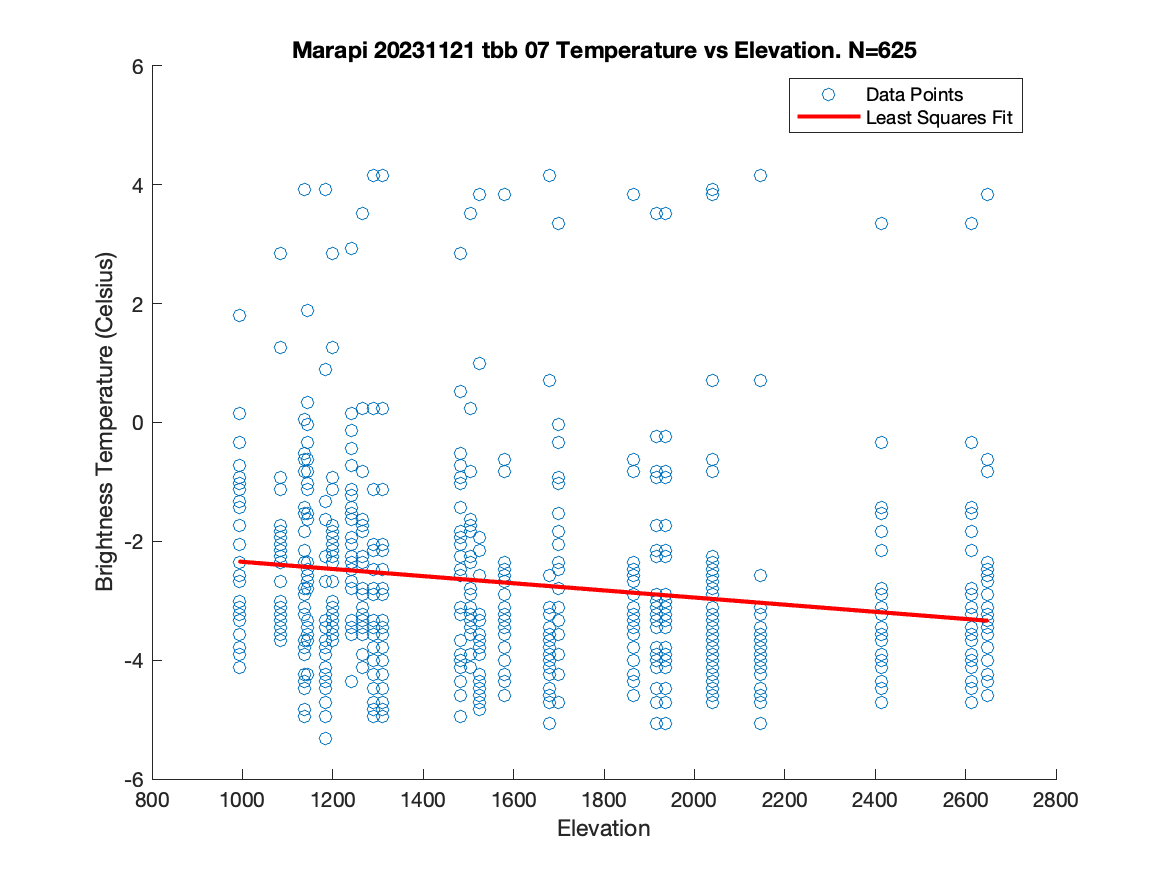 Marapi 20231121 tbb 07 Temperature vs Elevation. N=625
Data Points
Least Squares Fit
Brightness Temperature (Celsius)
6
4
2
0
-2
-4
-6
800 1000 1200 1400 1600 1800 2000 2200 2400 2600 2800
Elevation